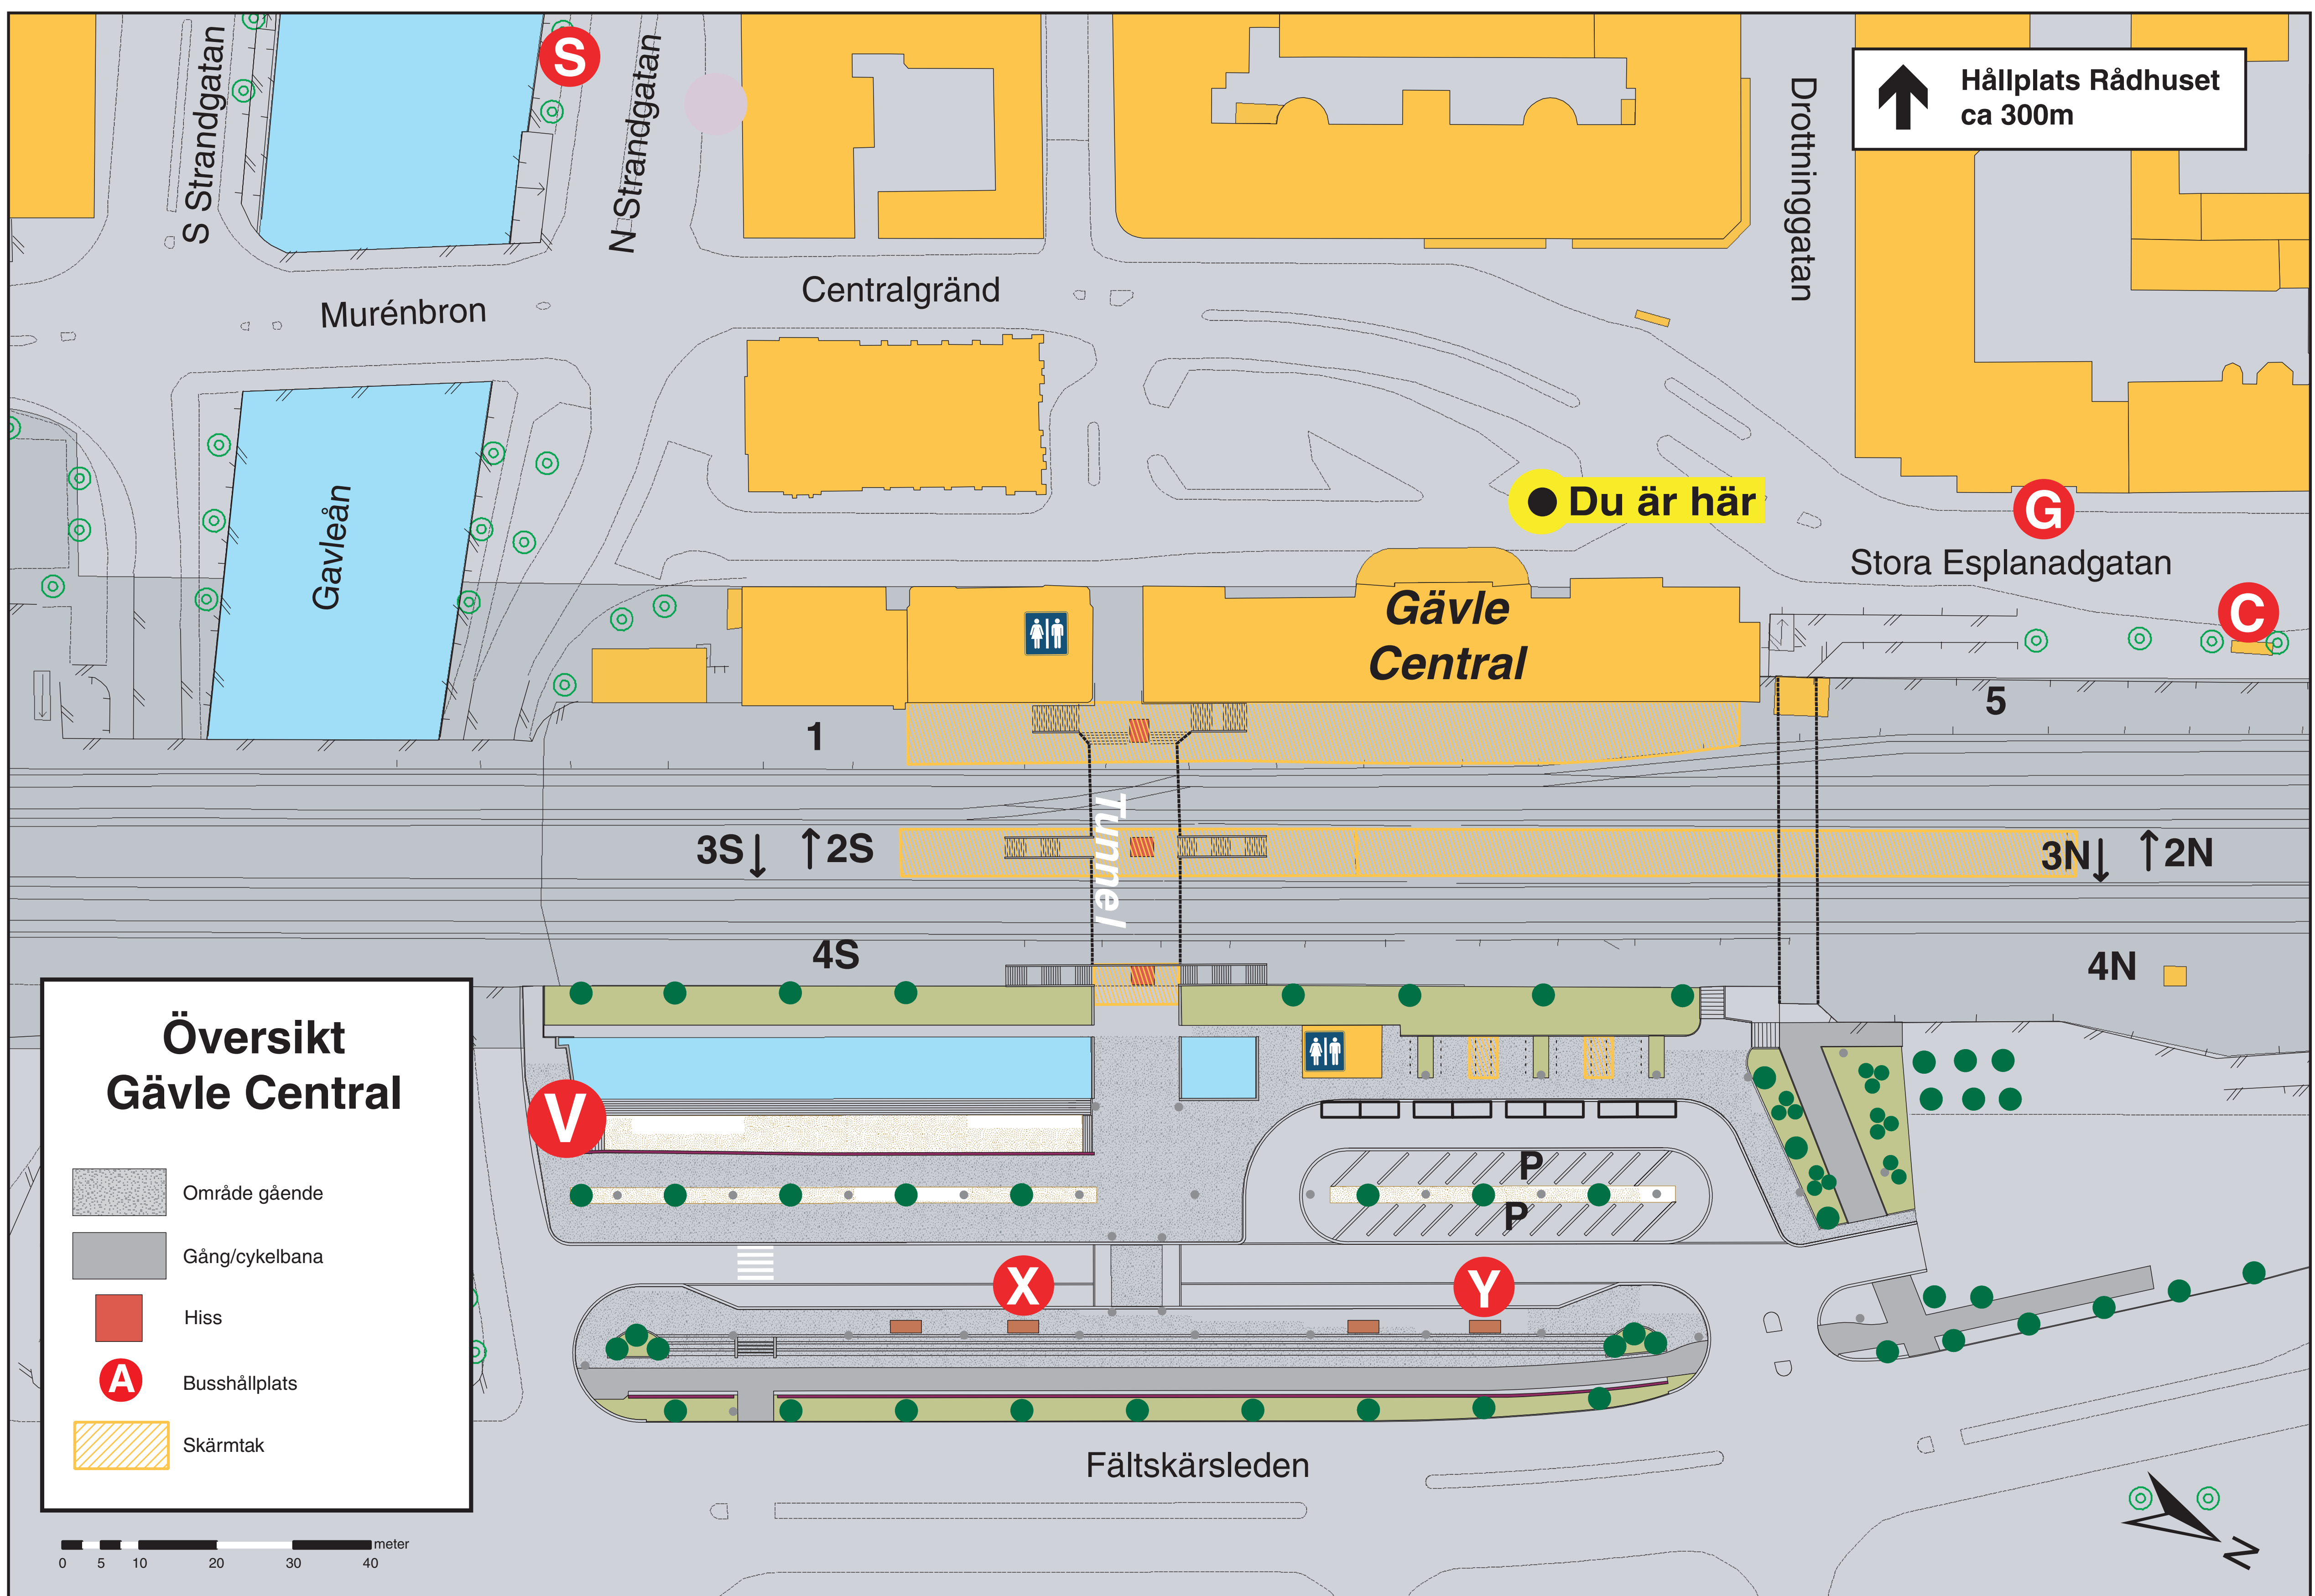 S Strandgatan
S
N Strandgatan
Drottninggatan
Hållplats Rådhuset
ca 300m
Murénbron
Centralgränd
Gavleån
Du är här
G
Stora Esplanadgatan
C
Gävle
Central
1
5
Tunnel
3S↓ ↑2S
3N↓ ↑2N
4S
4N
Översikt
Gävle Central
Område gående
Gång/cykelbana
Hiss
A Busshållplats
Skärmtak
V
P
P
X
Y
Fältskärsleden
0 5 10 20 30 40 meter
N